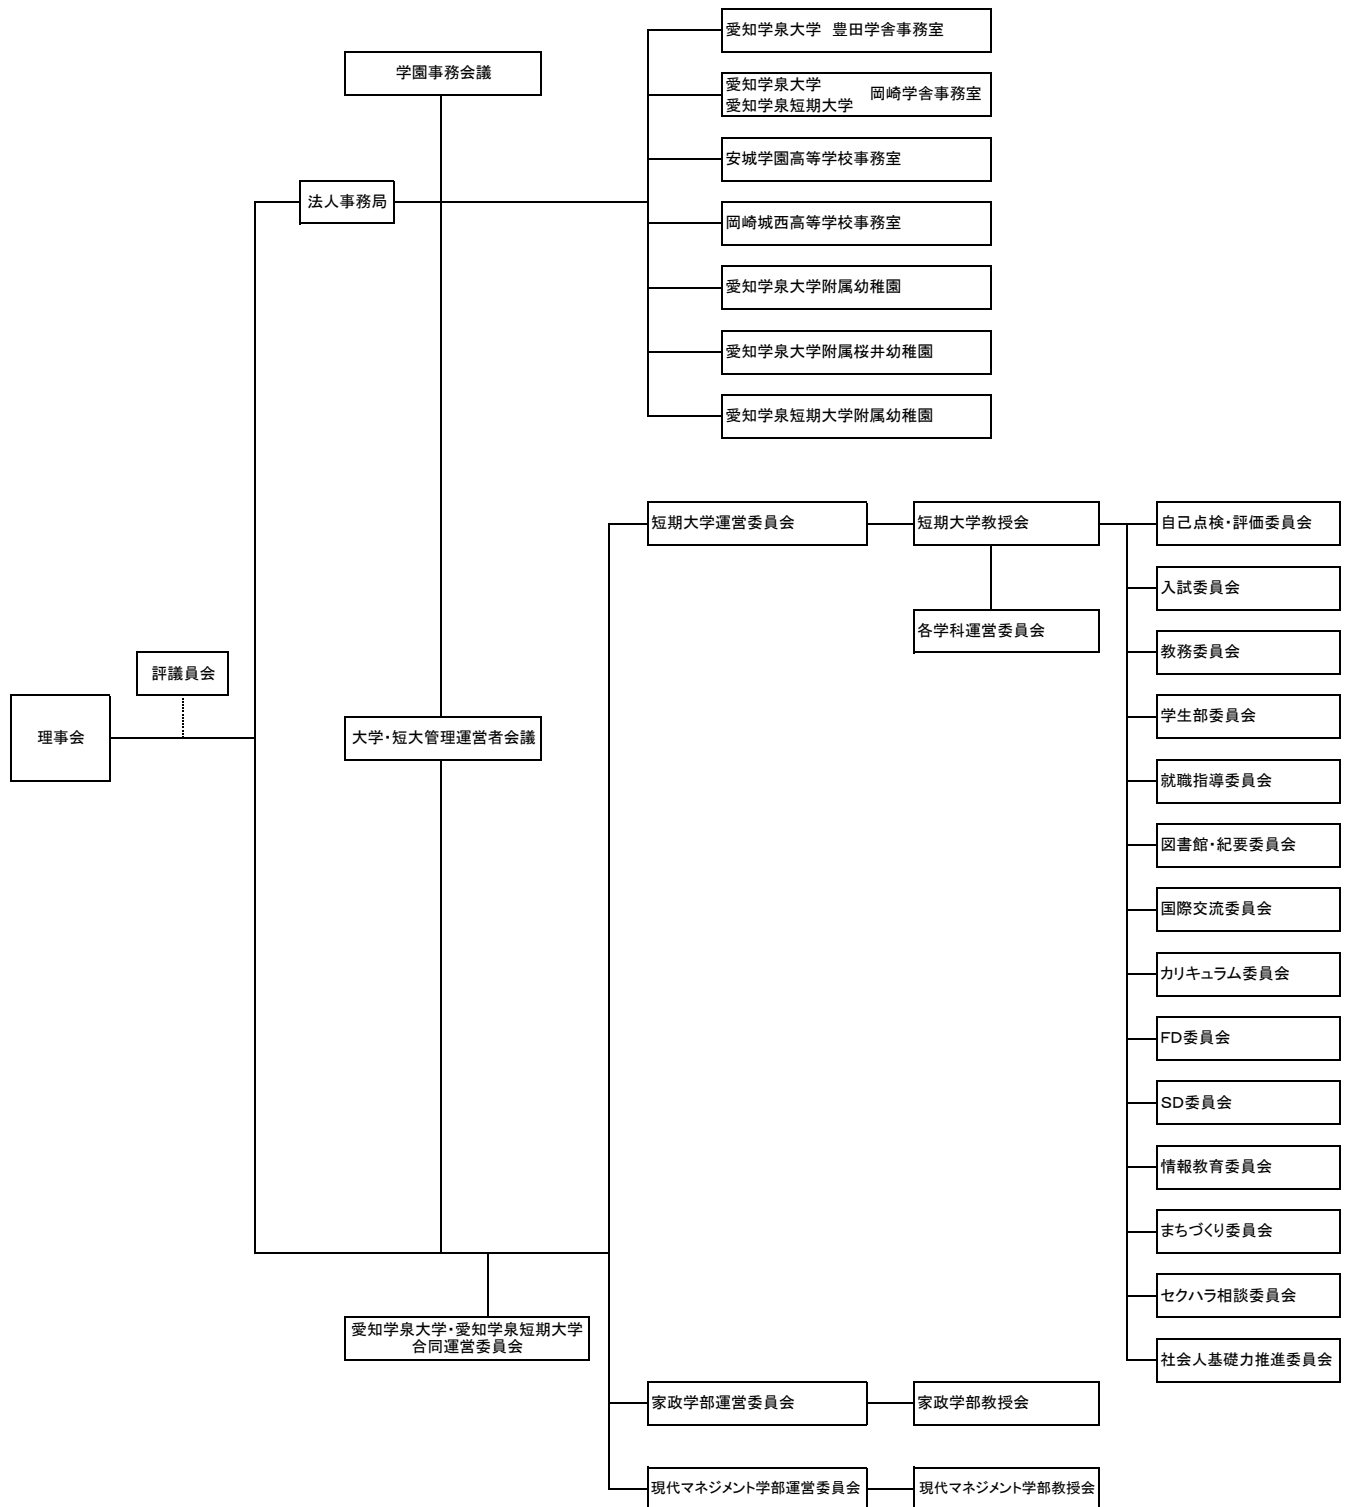 愛知学泉大学　豊田学舎事務室
学園事務会議
愛知学泉大学
愛知学泉短期大学
岡崎学舎事務室
安城学園高等学校事務室
法人事務局
岡崎城西高等学校事務室
愛知学泉大学附属幼稚園
愛知学泉大学附属桜井幼稚園
愛知学泉短期大学附属幼稚園
短期大学運営委員会
短期大学教授会
自己点検・評価委員会
入試委員会
各学科運営委員会
教務委員会
評議員会
学生部委員会
理事会
大学・短大管理運営者会議
就職指導委員会
図書館・紀要委員会
国際交流委員会
カリキュラム委員会
FD委員会
SD委員会
情報教育委員会
まちづくり委員会
セクハラ相談委員会
愛知学泉大学・愛知学泉短期大学
合同運営委員会
社会人基礎力推進委員会
家政学部運営委員会
家政学部教授会
現代マネジメント学部運営委員会
現代マネジメント学部教授会